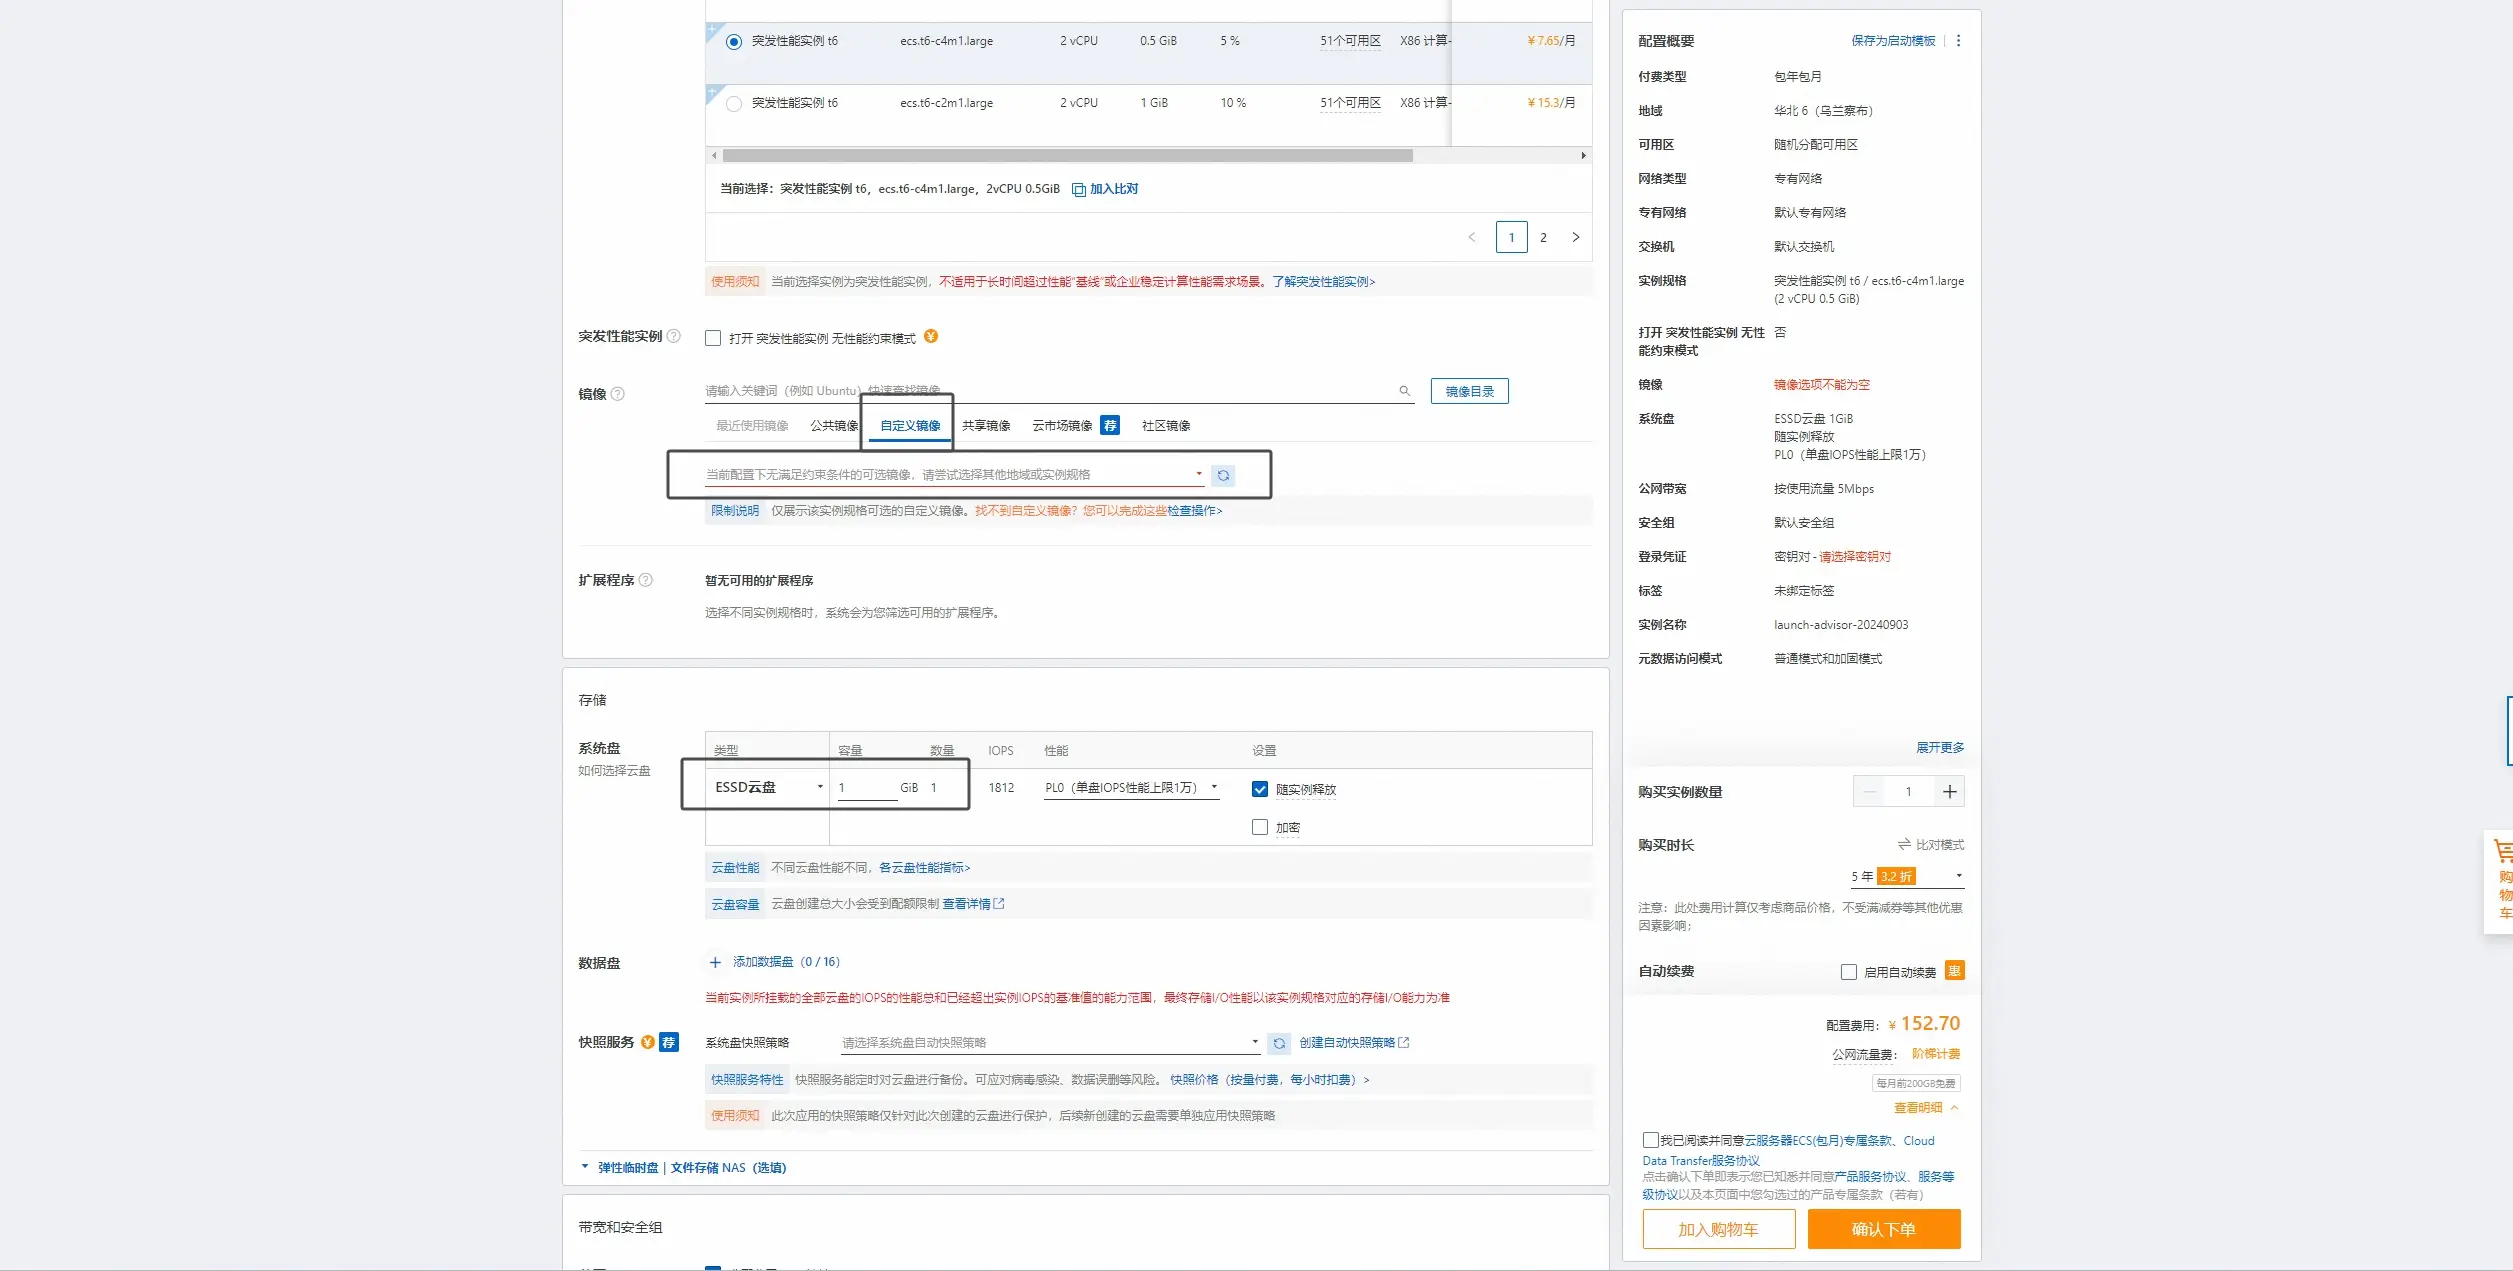 突发性能实例 t6 ecs.t6-c4m1.large 2 vCPU 0.5 GiB 5 % 51个可用区 X86 计算- ¥ 7.65/月
突发性能实例 t6 ecs.t6-c2m1.large 2 vCPU 1 GiB 10 % 51个可用区 X86 计算- ¥ 15.3/月
当前选择：突发性能实例 t6，ecs.t6-c4m1.large，2vCPU 0.5GiB 加入比对
< 1 2 >
使用须知 当前选择实例为突发性能实例，不适用于长时间超过性能“基线”或企业稳定计算性能需求场景。了解突发性能实例>
突发性能实例 ? 打开 突发性能实例 无性能约束模式 ¥
镜像 ? 请输入关键词（例如 Ubuntu）快速查找镜像 镜像目录
最近使用镜像 公共镜像 自定义镜像 共享镜像 云市场镜像 荐 社区镜像
当前配置下无满足约束条件的可选镜像，请尝试选择其他地域或实例规格
限制说明 仅展示该实例规格可选的自定义镜像。找不到自定义镜像？您可以完成这些检查操作>
扩展程序 ? 暂无可用的扩展程序
选择不同实例规格时，系统会为您筛选可用的扩展程序。
存储
系统盘
如何选择云盘
类型 容量 数量 IOPS 性能 设置
ESSD云盘 1 GiB 1 1812 PL0（单盘IOPS性能上限1万） 随实例释放
加密
云盘性能 不同云盘性能不同，各云盘性能指标>
云盘容量 云盘创建总大小会受到配额限制 查看详情
数据盘 + 添加数据盘（0 / 16）
当前实例所挂载的全部云盘的IOPS的性能总和已经超出实例IOPS的基准值的能力范围，最终存储I/O性能以该实例规格对应的存储I/O能力为准
快照服务 ¥ 荐 系统盘快照策略 请选择系统盘自动快照策略 创建自动快照策略
快照服务特性 快照服务能定时对云盘进行备份。可应对病毒感染、数据误删等风险。 快照价格（按量付费，每小时扣费）>
使用须知 此次应用的快照策略仅针对此次创建的云盘进行保护，后续新创建的云盘需要单独应用快照策略
弹性临时盘 | 文件存储 NAS（选填）
带宽和安全组
配置概要 保存为启动模板
付费类型 包年包月
地域 华北 6（乌兰察布）
可用区 随机分配可用区
网络类型 专有网络
专有网络 默认专有网络
交换机 默认交换机
实例规格 突发性能实例 t6 / ecs.t6-c4m1.large
(2 vCPU 0.5 GiB)
打开 突发性能实例 无性 否
能约束模式
镜像 镜像选项不能为空
系统盘 ESSD云盘 1GiB
随实例释放
PL0（单盘IOPS性能上限1万）
公网带宽 按使用流量 5Mbps
安全组 默认安全组
登录凭证 密钥对 - 请选择密钥对
标签 未绑定标签
实例名称 launch-advisor-20240903
元数据访问模式 普通模式和加固模式
展开更多
购买实例数量 1 +
购买时长 比对模式
5 年 3.2 折
注意：此处费用计算仅考虑商品价格，不受满减券等其他优惠
因素影响；
自动续费 启用自动续费 惠
配置费用： ¥ 152.70
公网流量费： 阶梯计费
每月前200GB免费
查看明细
我已阅读并同意云服务器ECS(包月)专属条款、Cloud
Data Transfer服务协议
点击确认下单即表示您已知悉并同意产品服务协议、服务等
级协议以及本页面中您勾选过的产品专属条款（若有）
加入购物车 确认下单
购
物
车